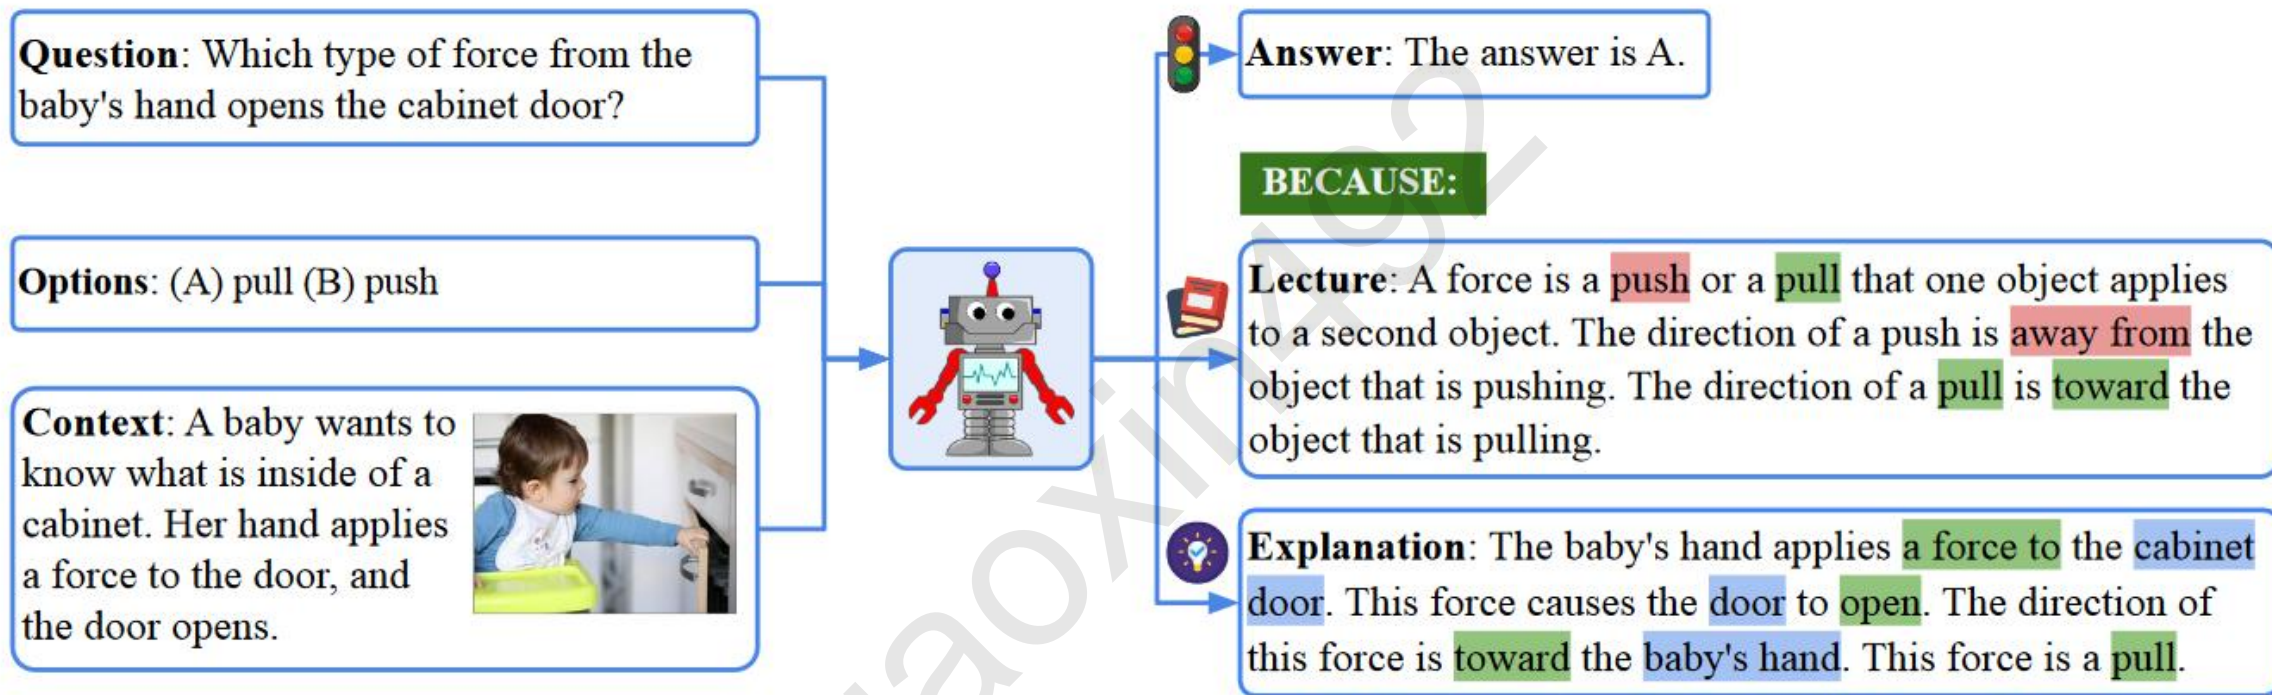 Question: Which type of force from the
baby's hand opens the cabinet door?
Options: (A) pull (B) push
Context: A baby wants to
know what is inside of a
cabinet. Her hand applies
a force to the door, and
the door opens.
Answer: The answer is A.
BECAUSE:
Lecture: A force is a push or a pull that one object applies
to a second object. The direction of a push is away from the
object that is pushing. The direction of a pull is toward the
object that is pulling.
Explanation: The baby's hand applies a force to the cabinet
door. This force causes the door to open. The direction of
this force is toward the baby's hand. This force is a pull.
aoxin492